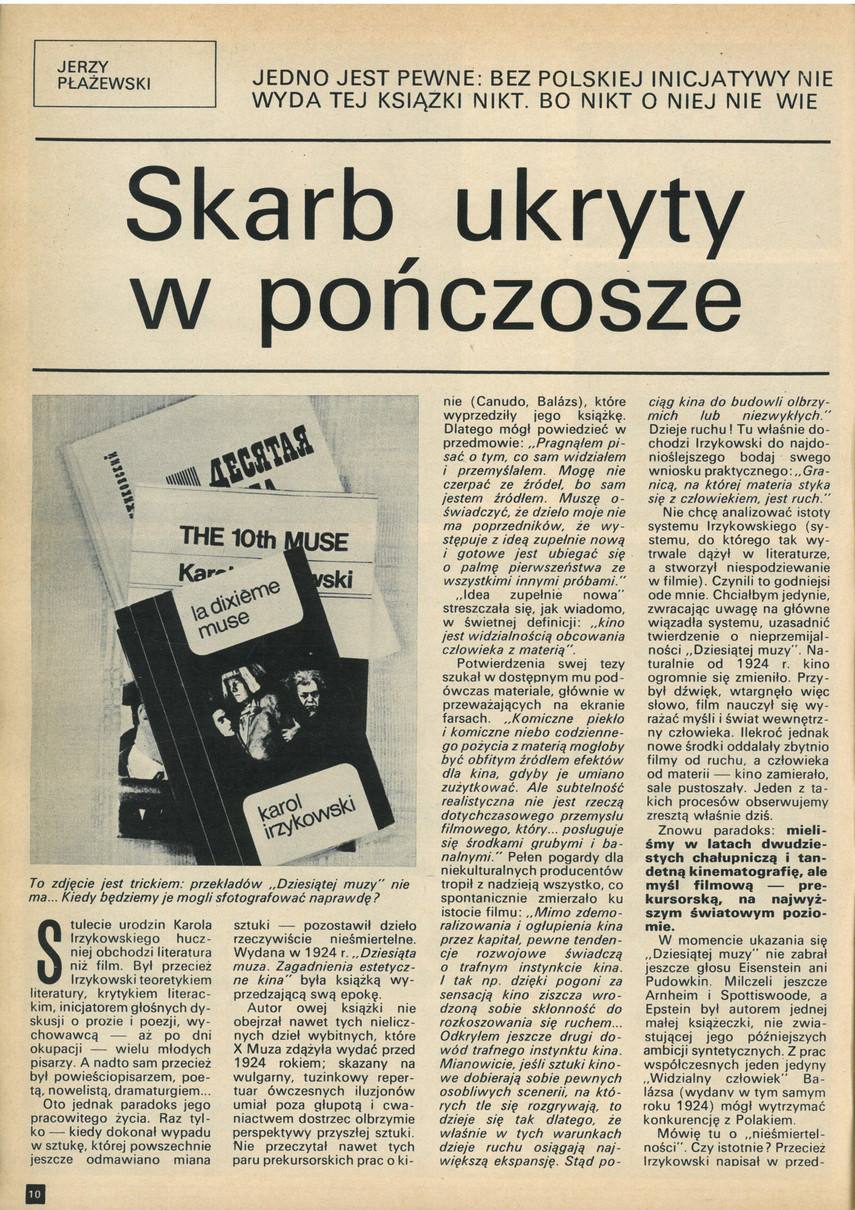 JERZY
PŁAŻEWSKI
JEDNO JEST PEWNE: BEZ POLSKIEJ INICJATYWY NIE
WYDA TEJ KSIĄŻKI NIKT. BO NIKT O NIEJ NIE WIE
Skarb ukryty
w pończosze
ДЕСЯТАЯ
THE 10th MUSE
la dixième
muse
karol
irzykowski
To zdjęcie jest trickiem: przekładów „Dziesiątej muzy" nie
ma... Kiedy będziemy je mogli sfotografować naprawdę?
Stulecie urodzin Karola
Irzykowskiego hucz-
niej obchodzi literatura
niż film. Był przecież
Irzykowski teoretykiem
literatury, krytykiem literac-
kim, inicjatorem głośnych dy-
skusji o prozie i poezji, wy-
chowawcą — aż po dni
okupacji — wielu młodych
pisarzy. A nadto sam przecież
był powieściopisarzem, poe-
tą, nowelistą, dramaturgiem...
Oto jednak paradoks jego
pracowitego życia. Raz tyl-
ko — kiedy dokonał wypadu
w sztukę, której powszechnie
jeszcze odmawiano miana
sztuki — pozostawił dzieło
rzeczywiście nieśmiertelne.
Wydana w 1924 r. „Dziesiąta
muza. Zagadnienia estetycz-
ne kina" była książką wy-
przedzającą swą epokę.
Autor owej książki nie
obejrzał nawet tych nielicz-
nych dzieł wybitnych, które
X Muza zdążyła wydać przed
1924 rokiem; skazany na
wulgarny, tuzinkowy reper-
tuar ówczesnych iluzjonów
umiał poza głupotą i cwa-
niactwem dostrzec olbrzymie
perspektywy przyszłej sztuki.
Nie przeczytał nawet tych
paru prekursorskich prac o ki-
nie (Canudo, Balázs), które
wyprzedziły jego książkę.
Dlatego mógł powiedzieć w
przedmowie: „Pragnąłem pi-
sać o tym, co sam widziałem
i przemyślałem. Mogę nie
czerpać ze źródeł, bo sam
jestem źródłem. Muszę o-
świadczyć, że dzieło moje nie
ma poprzedników, że wy-
stępuje z ideą zupełnie nową
i gotowe jest ubiegać się
o palmę pierwszeństwa ze
wszystkimi innymi próbami."
„Idea zupełnie nowa"
streszczała się, jak wiadomo,
w świetnej definicji: „kino
jest widzialnością obcowania
człowieka z materią".
Potwierdzenia swej tezy
szukał w dostępnym mu pod-
ówczas materiale, głównie w
przeważających na ekranie
farsach. „Komiczne piekło
i komiczne niebo codzienne-
go pożycia z materią mogłoby
być obfitym źródłem efektów
dla kina, gdyby je umiano
zużytkować. Ale subtelność
realistyczna nie jest rzeczą
dotychczasowego przemysłu
filmowego, który... posługuje
się środkami grubymi i ba-
nalnymi." Pełen pogardy dla
niekulturalnych producentów
tropił z nadzieją wszystko, co
spontanicznie zmierzało ku
istocie filmu: „Mimo zdemo-
ralizowania i ogłupienia kina
przez kapitał, pewne tenden-
cje rozwojowe świadczą
o trafnym instynkcie kina.
I tak np. dzięki pogoni za
sensacją kino ziszcza wro-
dzoną sobie skłonność do
rozkoszowania się ruchem...
Odkryłem jeszcze drugi do-
wód trafnego instynktu kina.
Mianowicie, jeśli sztuki kino-
we dobierają sobie pewnych
osobliwych scenerii, na któ-
rych tle się rozgrywają, to
dzieje się tak dlatego, że
właśnie w tych warunkach
dzieje ruchu osiągają naj-
większą ekspansję. Stąd po-
ciąg kina do budowli olbrzy-
mich lub niezwykłych."
Dzieje ruchu! Tu właśnie do-
chodzi Irzykowski do najdo-
nioślejszego bodaj swego
wniosku praktycznego: „Gra-
nicą, na której materia styka
się z człowiekiem, jest ruch."
Nie chcę analizować istoty
systemu Irzykowskiego (sy-
stemu, do którego tak wy-
trwale dążył w literaturze,
a stworzył niespodziewanie
w filmie). Czynili to godniejsi
ode mnie. Chciałbym jedynie,
zwracając uwagę na główne
wiązadła systemu, uzasadnić
twierdzenie o nieprzemijal-
ności „Dziesiątej muzy". Na-
turalnie od 1924 r. kino
ogromnie się zmieniło. Przy-
był dźwięk, wtargnęło więc
słowo, film nauczył się wy-
rażać myśli i świat wewnętrz-
ny człowieka. Ilekroć jednak
nowe środki oddalały zbytnio
filmy od ruchu, a człowieka
od materii — kino zamierało,
sale pustoszały. Jeden z ta-
kich procesów obserwujemy
zresztą właśnie dziś.
Znowu paradoks: mieli-
śmy w latach dwudzie-
stych chałupniczą i tan-
detną kinematografię, ale
myśl filmową — pre-
kursorską, na najwyż-
szym światowym pozio-
mie.
W momencie ukazania się
„Dziesiątej muzy" nie zabrał
jeszcze głosu Eisenstein ani
Pudowkin. Milczeli jeszcze
Arnheim i Spottiswoode, a
Epstein był autorem jednej
małej książeczki, nie zwia-
stującej jego późniejszych
ambicji syntetycznych. Z prac
współczesnych jeden jedyny
„Widzialny człowiek" Ba-
lázsa (wydany w tym samym
roku 1924) mógł wytrzymać
konkurencję z Polakiem.
Mówię tu o „nieśmiertel-
ności". Czy istotnie? Przecież
Irzykowski napisał w przed-
10